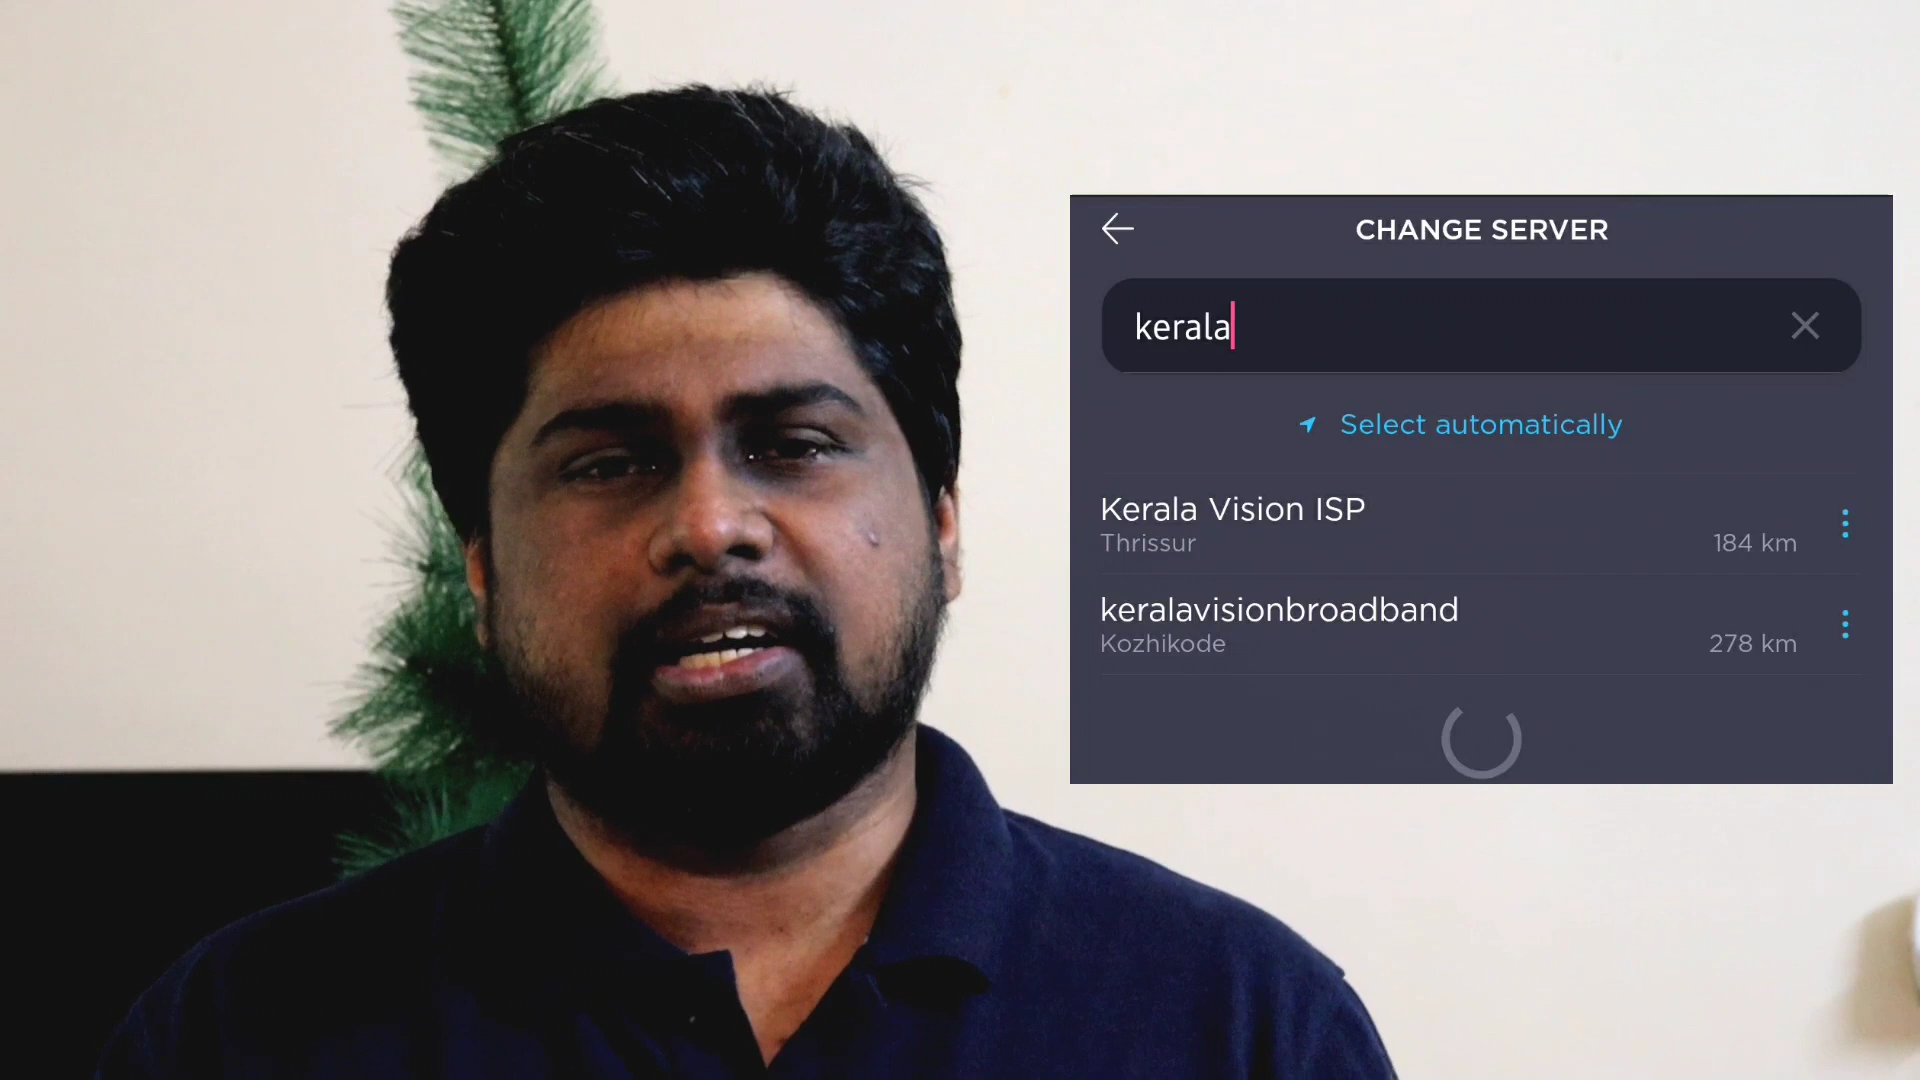 CHANGE SERVER
kerala
Select automatically
Kerala Vision ISP
Thrissur
184 km
keralavisionbroadband
Kozhikode
278 km